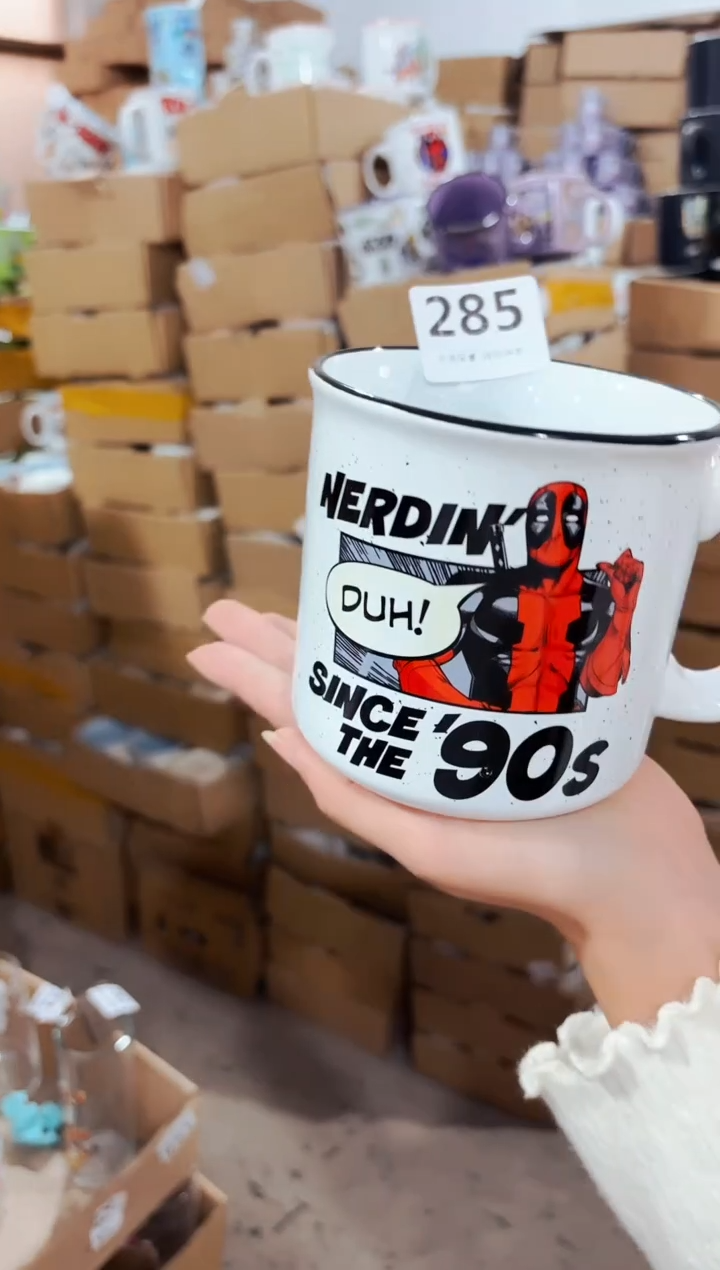 285
NERDIN'
DUH!
SINCE
THE '90s